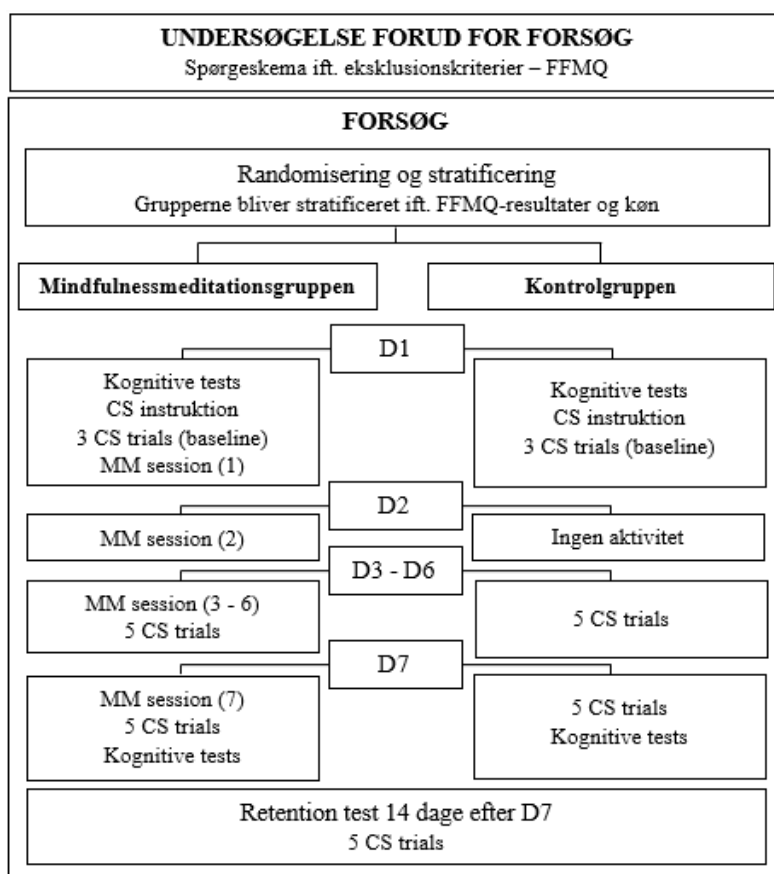 UNDERSØGELSE FORUD FOR FORSØG
Spørgeskema ift. eksklusionskriterier – FFMQ
FORSØG
Randomisering og stratificering
Grupperne bliver stratificeret ift. FFMQ-resultater og køn
Mindfulnessmeditationsgruppen
Kontrolgruppen
D1
Kognitive tests
CS instruktion
3 CS trials (baseline)
MM session (1)
Kognitive tests
CS instruktion
3 CS trials (baseline)
D2
MM session (2)
Ingen aktivitet
D3 - D6
MM session (3 - 6)
5 CS trials
5 CS trials
D7
MM session (7)
5 CS trials
Kognitive tests
5 CS trials
Kognitive tests
Retention test 14 dage efter D7
5 CS trials